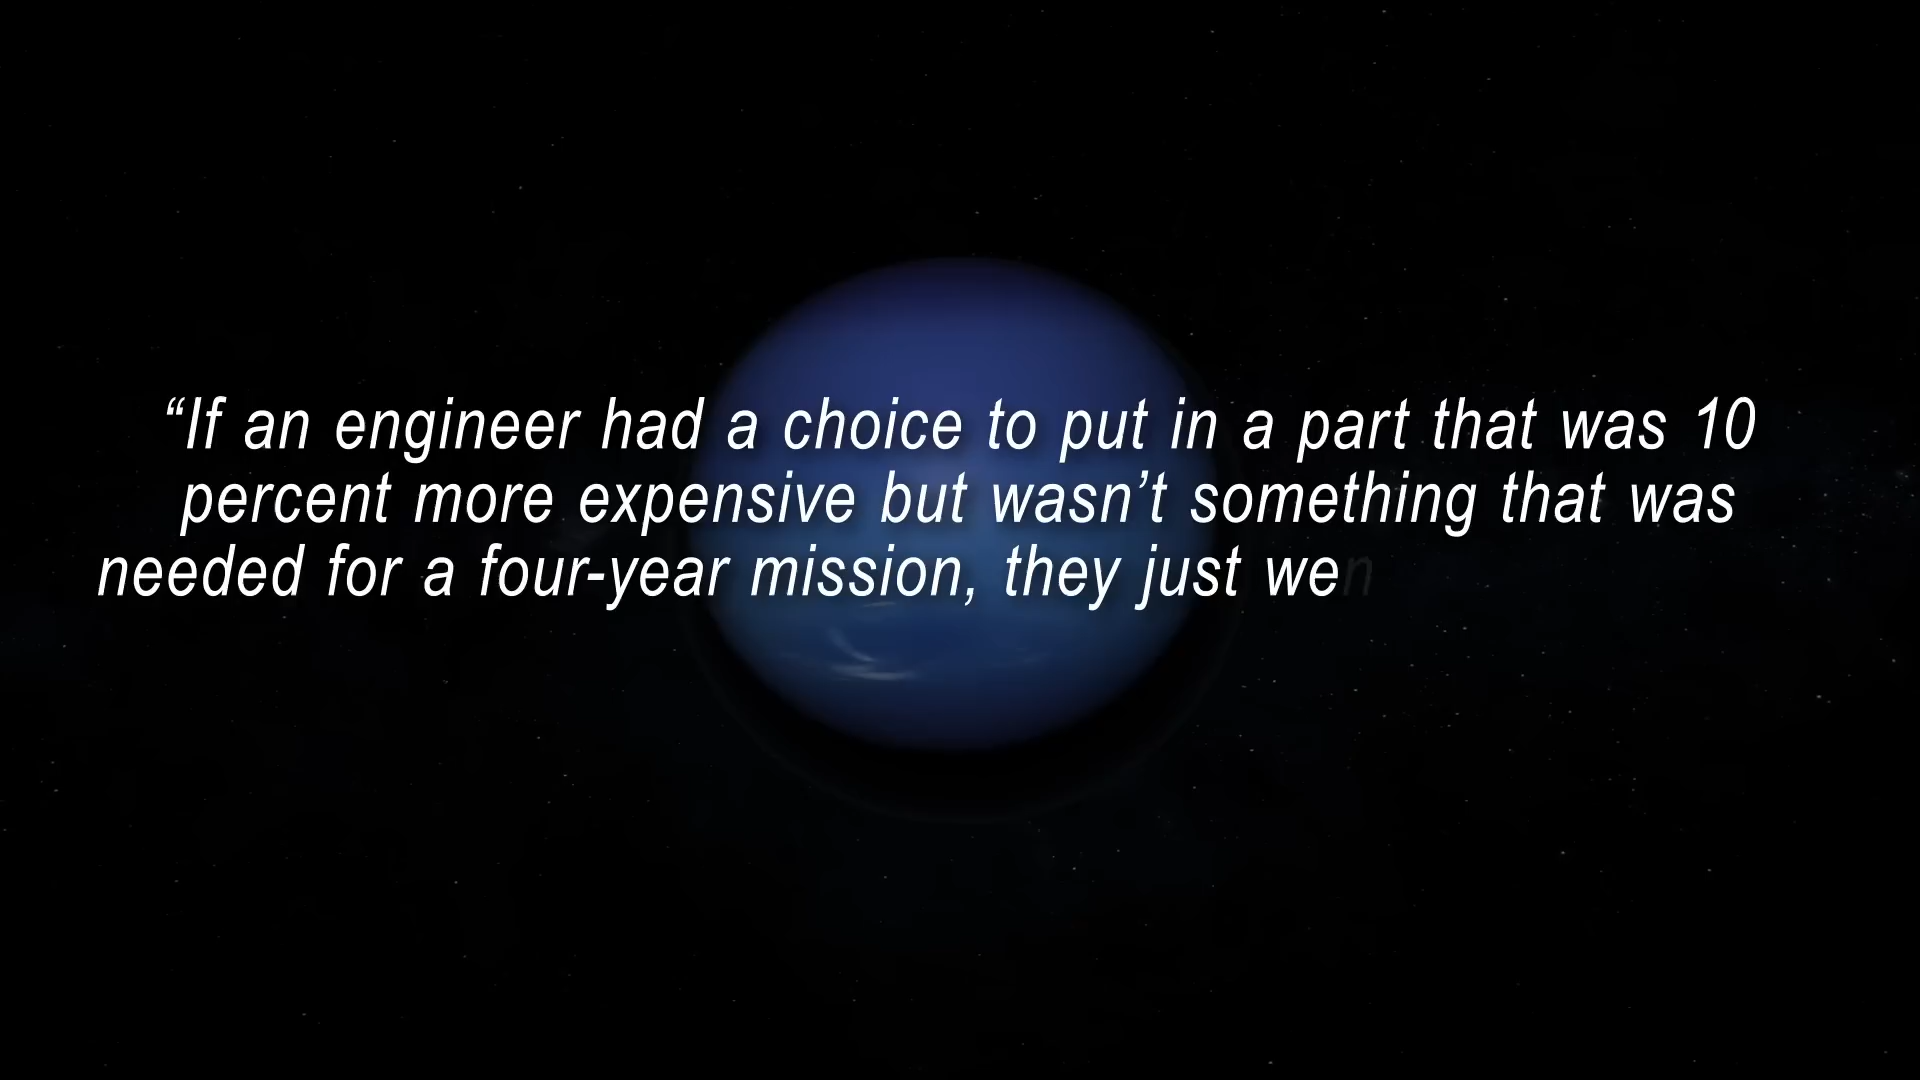 “If an engineer had a choice to put in a part that was 10
percent more expensive but wasn’t something that was
needed for a four-year mission, they just wen